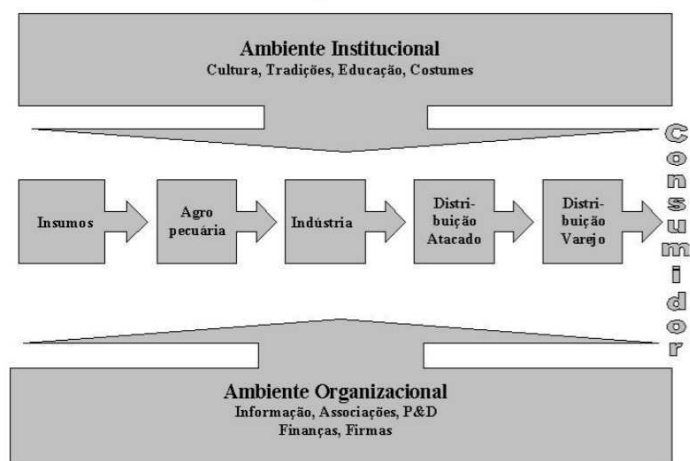 Ambiente Institucional
Cultura, Tradições, Educação, Costumes
Insumos
Agro
pecuária
Indústria
Distri-
buição
Atacado
Distri-
buição
Varejo
Consumidor
Ambiente Organizacional
Informação, Associações, P&D
Finanças, Firmas